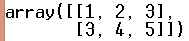 array([[1, 2, 3],
       [3, 4, 5]])